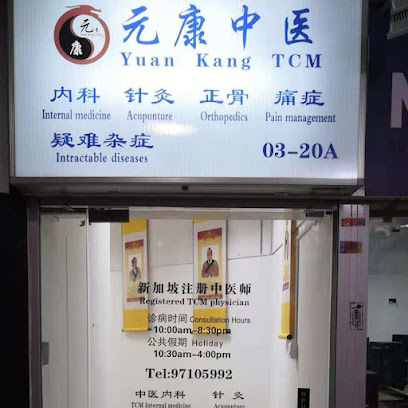 元
康
元康中医
Yuan Kang TCM
内科 针灸 正骨 痛症
Internal medicine Acupunture Orthopedics Pain management
疑难杂症
Intractable diseases
03-20A
新加坡注册中医师
Registered TCM physician
诊病时间 Consultation Hours
10:00am-8:30pm
公共假期 Holiday
10:30am-4:00pm
Tel:97105992
中医内科 针灸
TCM Internal medicine Acupuncture